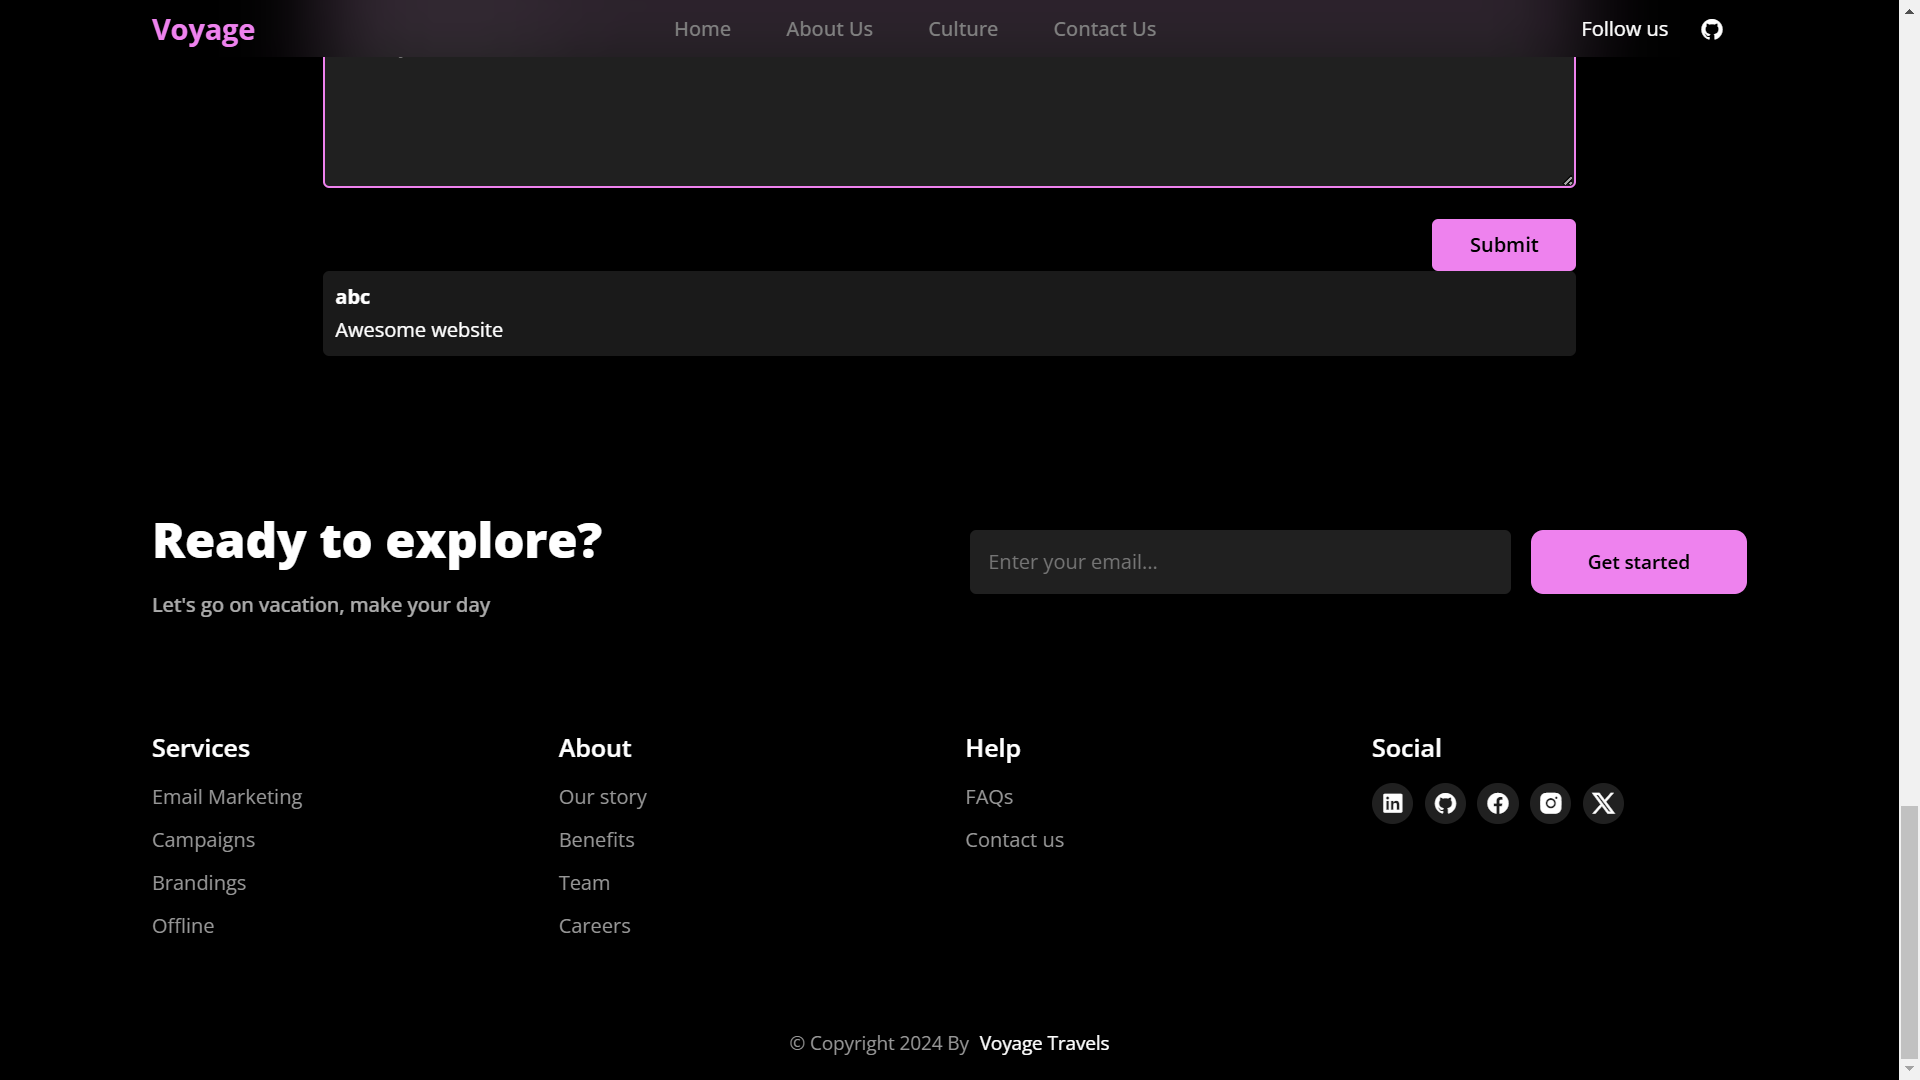 Voyage
Home
About Us
Culture
Contact Us
Follow us
Submit
abc
Awesome website
Ready to explore?
Let's go on vacation, make your day
Enter your email...
Get started
Services
Email Marketing
Campaigns
Brandings
Offline
About
Our story
Benefits
Team
Careers
Help
FAQs
Contact us
Social
© Copyright 2024 By Voyage Travels